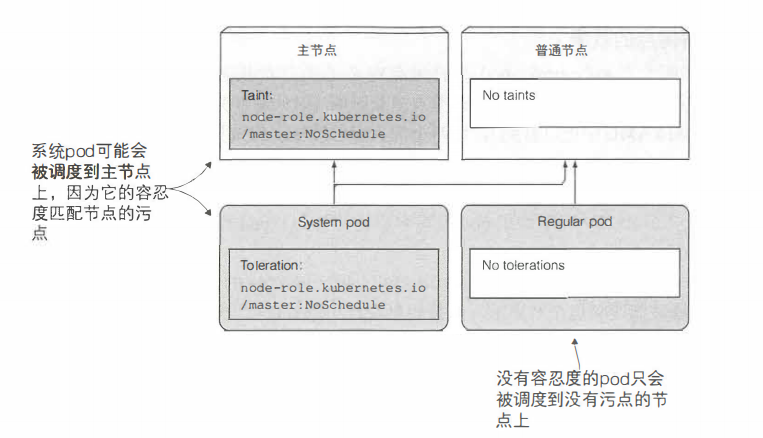 主节点
普通节点
Taint:
node-role.kubernetes.io
/master:NoSchedule
No taints
系统pod可能会
被调度到主节点
上，因为它的容忍
度匹配节点的污
点
System pod
Regular pod
Toleration:
node-role.kubernetes.io
/master:NoSchedule
No tolerations
没有容忍度的pod只会
被调度到没有污点的节
点上